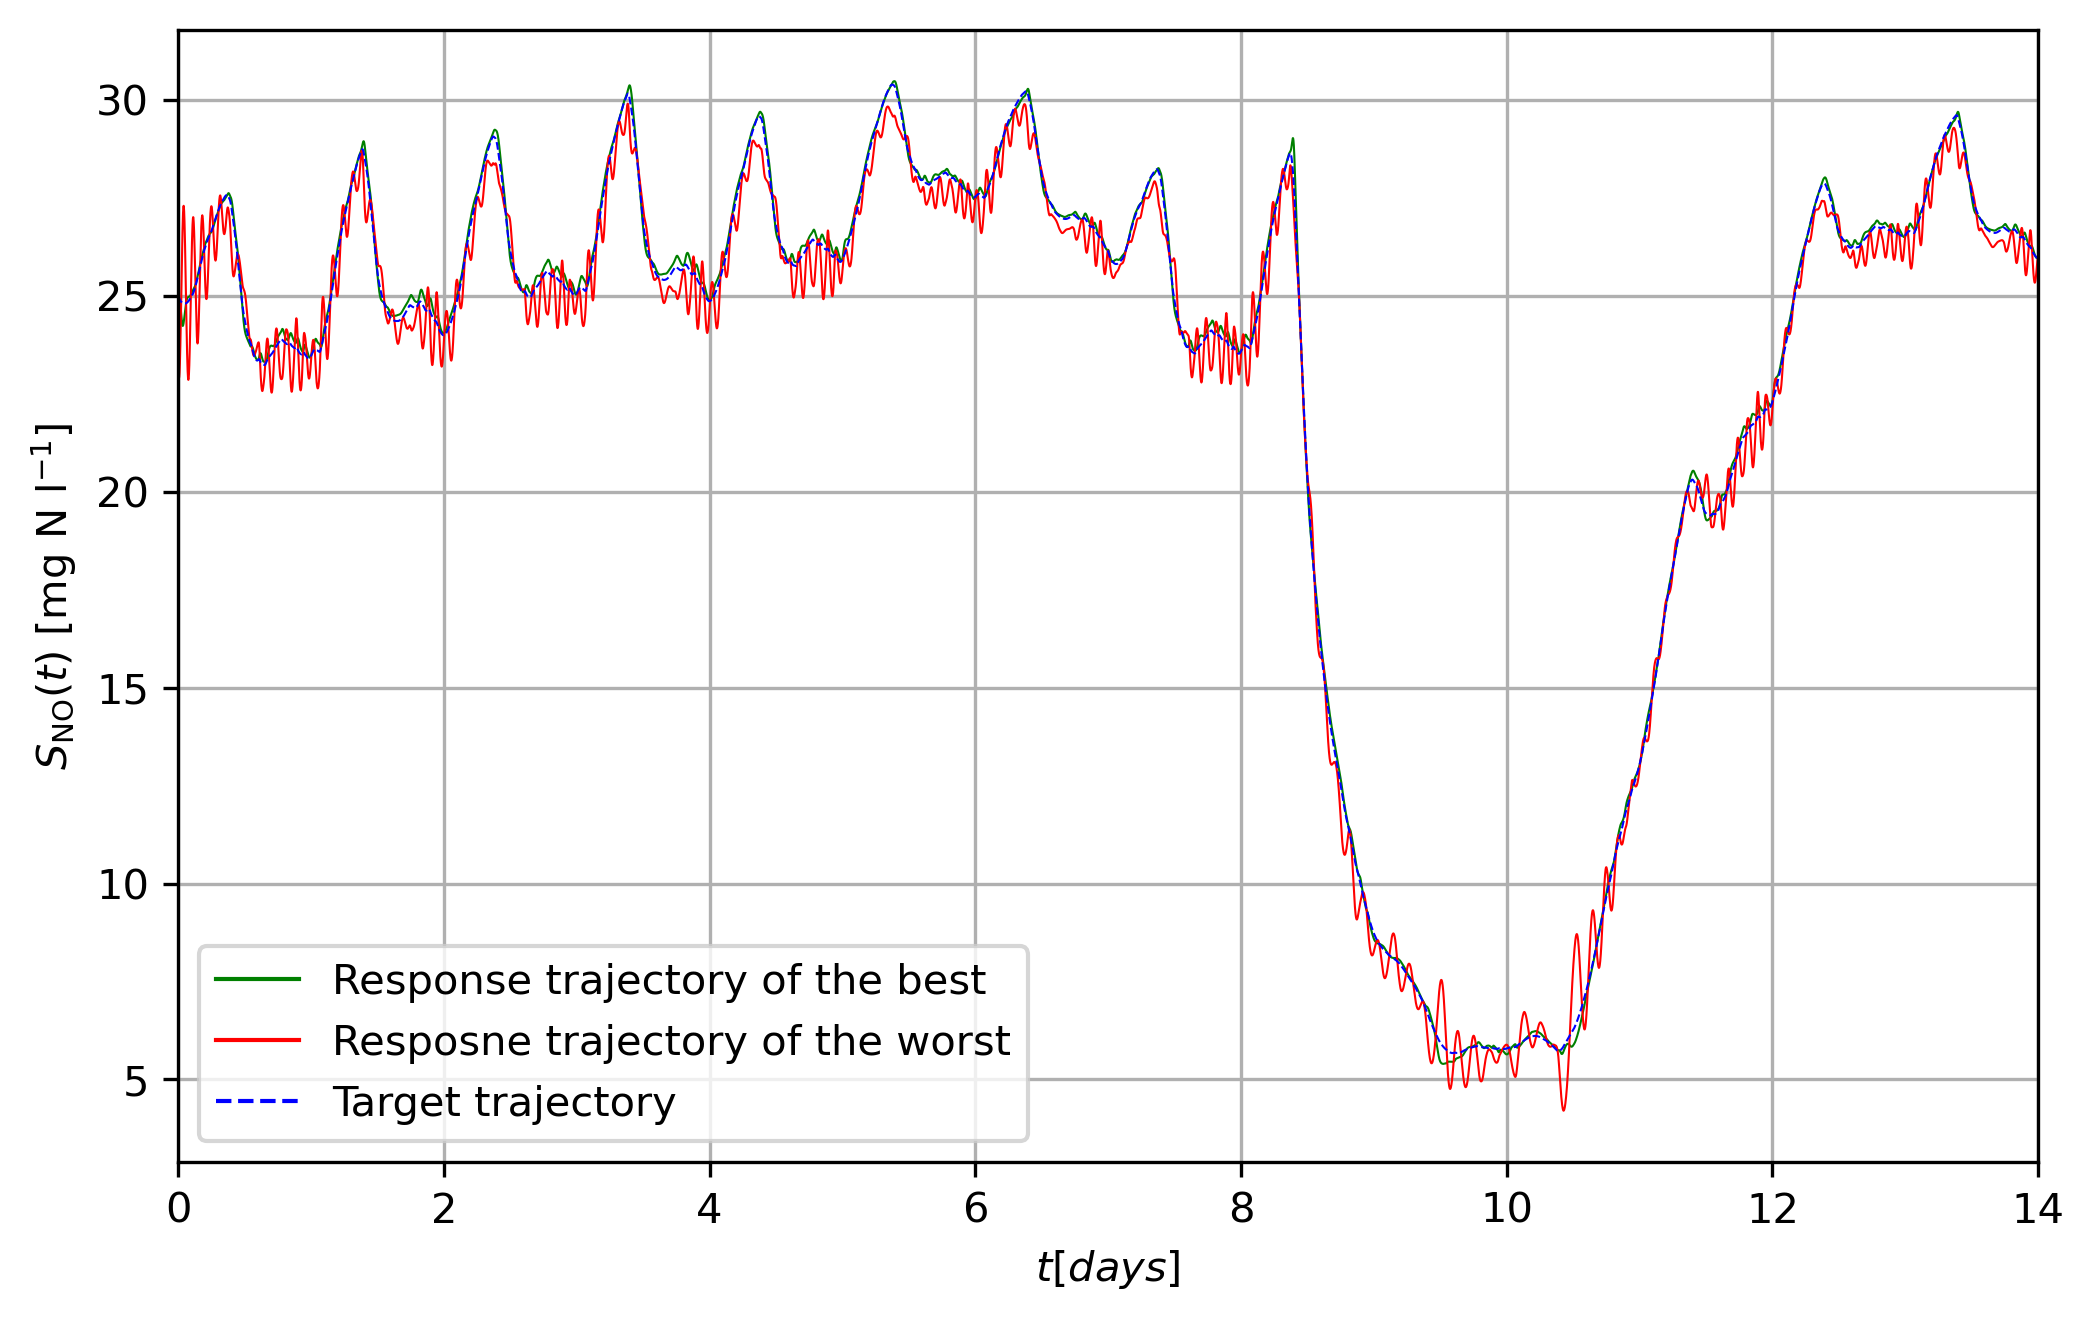 30
25
20
15
10
5
S_NO(t) [mg N l⁻¹]
Response trajectory of the best
Resposne trajectory of the worst
Target trajectory
0 2 4 6 8 10 12 14
t[days]